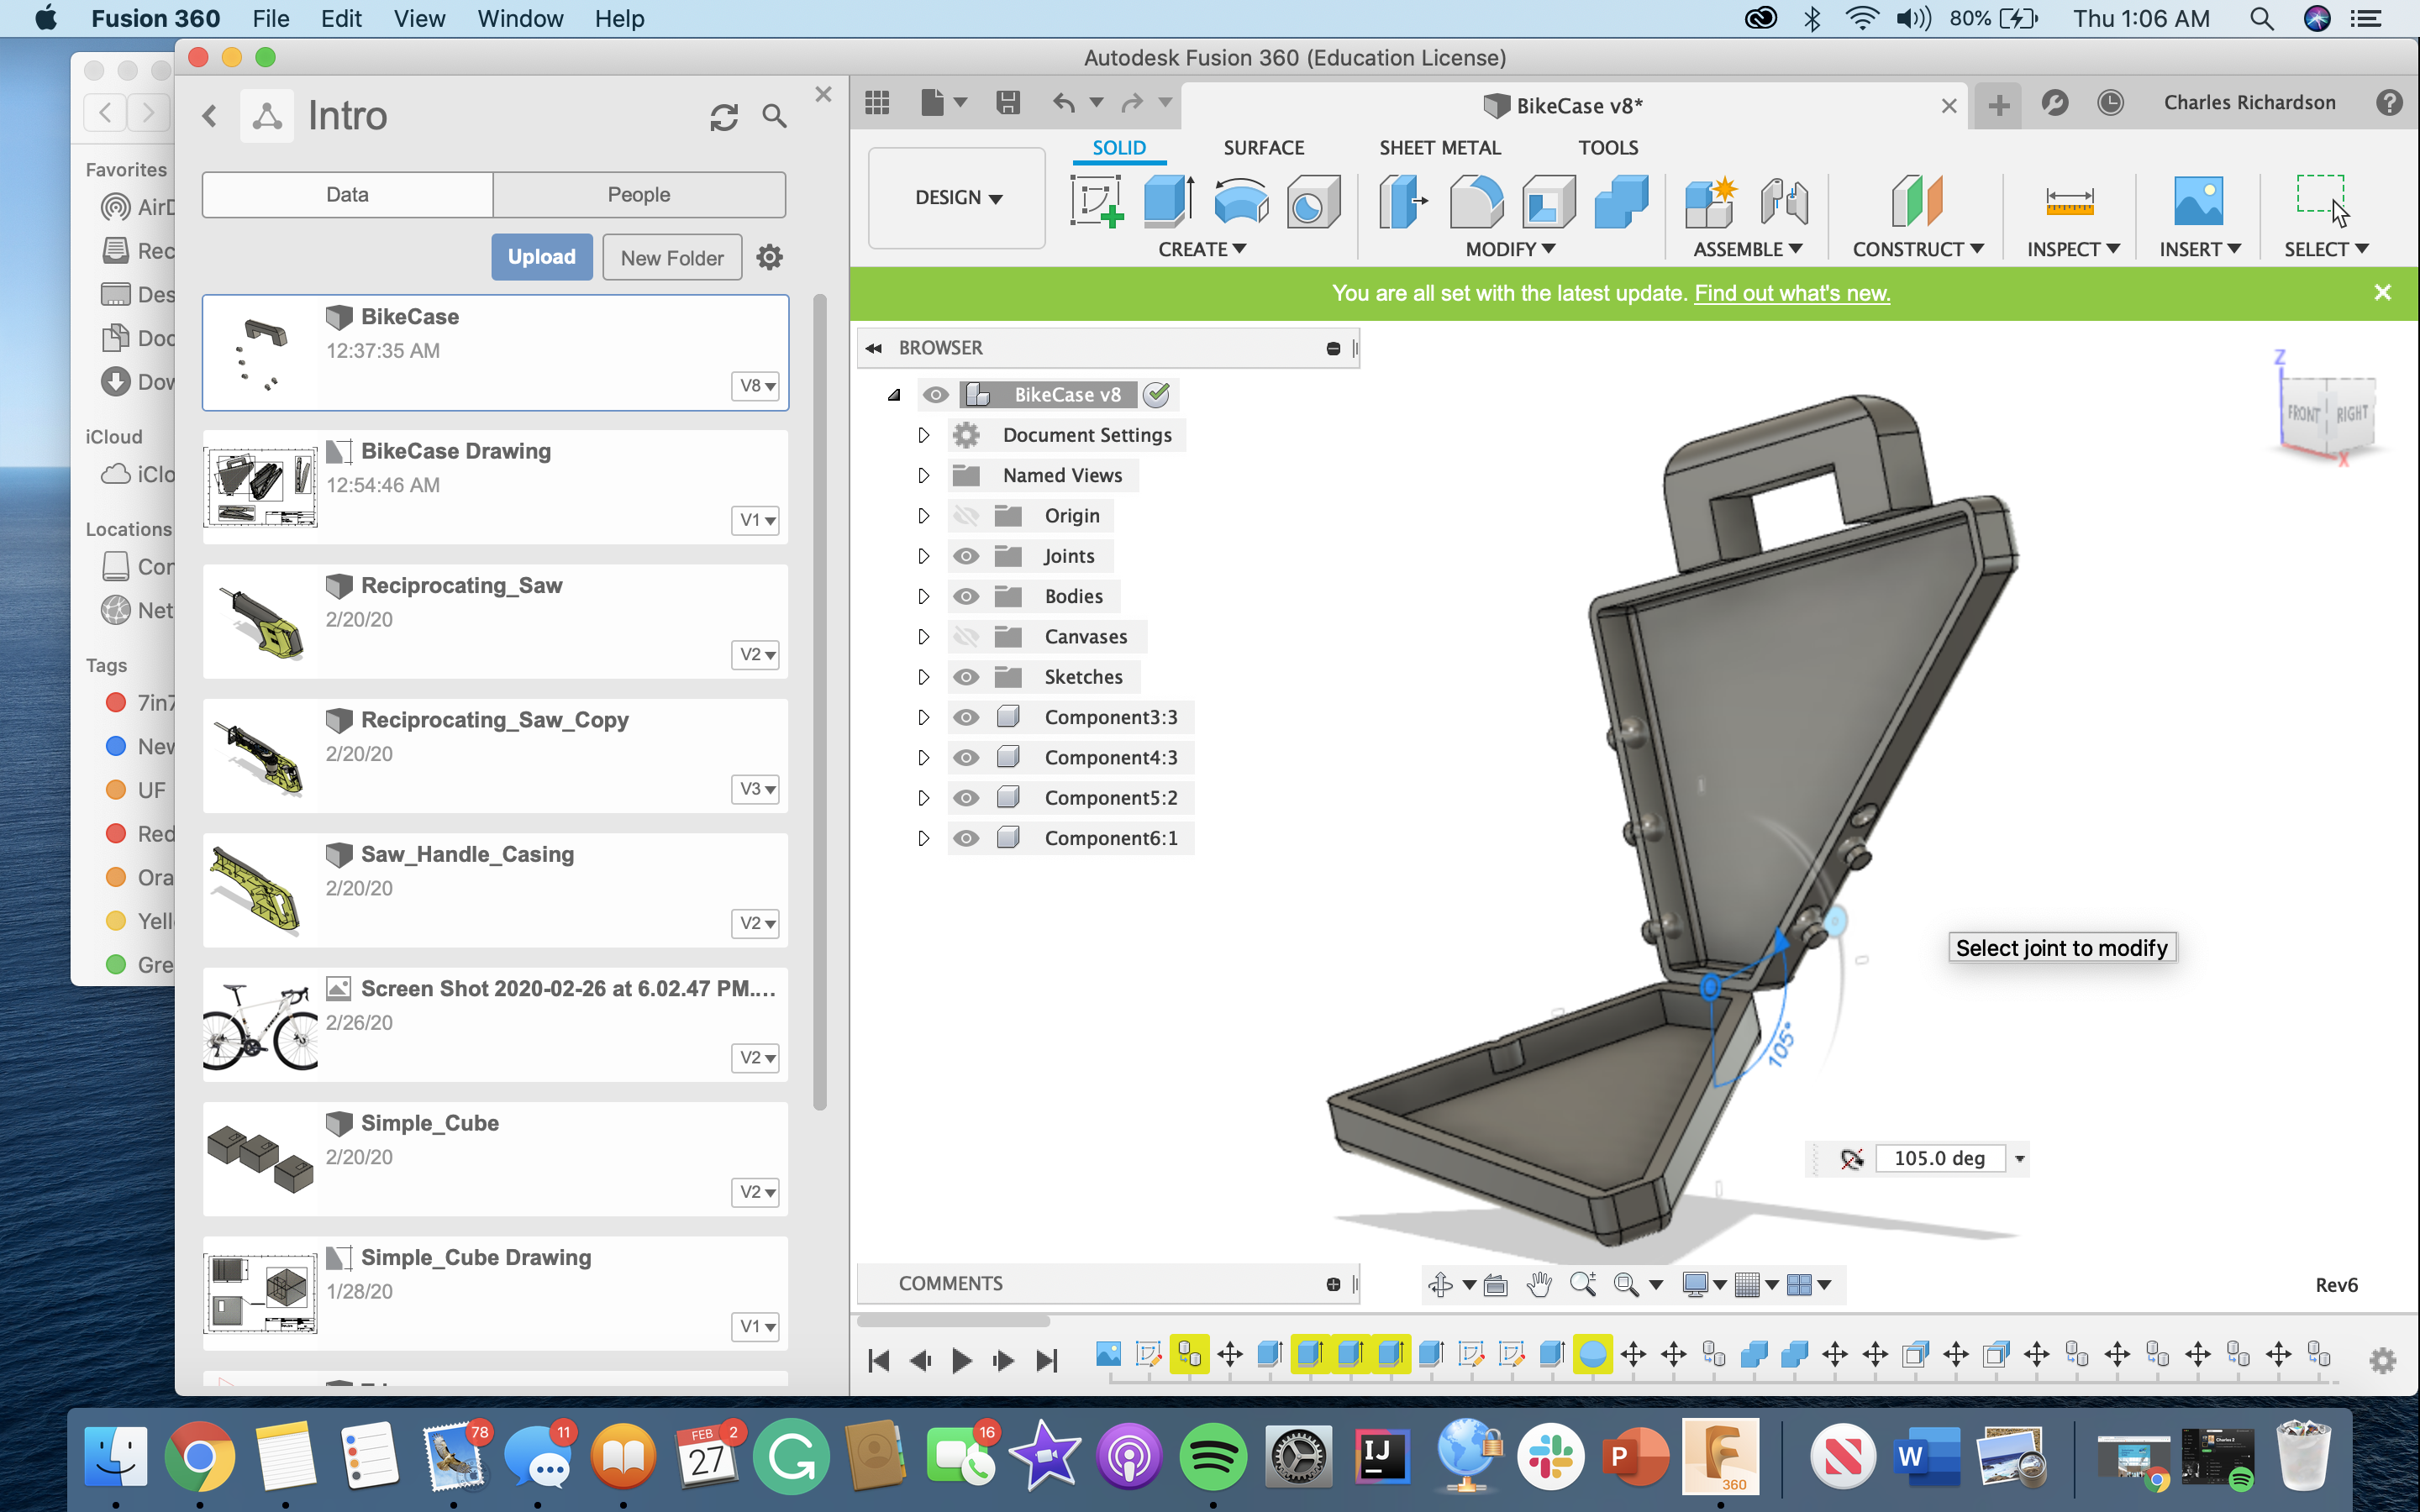 Fusion 360 File Edit View Window Help
80% Thu 1:06 AM
Autodesk Fusion 360 (Education License)
Favorites
AirD
Rec
Des
Doc
Dow
iCloud
iClo
Locations
Cor
Net
Tags
7in7
Nev
UF
Red
Ora
Yell
Gre
Intro
Data People
Upload New Folder
BikeCase
12:37:35 AM
V8
BikeCase Drawing
12:54:46 AM
V1
Reciprocating_Saw
2/20/20
V2
Reciprocating_Saw_Copy
2/20/20
V3
Saw_Handle_Casing
2/20/20
V2
Screen Shot 2020-02-26 at 6.02.47 PM....
2/26/20
V2
Simple_Cube
2/20/20
V2
Simple_Cube Drawing
1/28/20
V1
BikeCase v8*
Charles Richardson
DESIGN
SOLID SURFACE SHEET METAL TOOLS
CREATE MODIFY ASSEMBLE CONSTRUCT INSPECT INSERT SELECT
You are all set with the latest update. Find out what's new.
BROWSER
BikeCase v8
Document Settings
Named Views
Origin
Joints
Bodies
Canvases
Sketches
Component3:3
Component4:3
Component5:2
Component6:1
Z
FRONT RIGHT
X
Select joint to modify
105°
105.0 deg
COMMENTS
Rev6
78
11
FEB 2
27
16
IJ
P
360
W